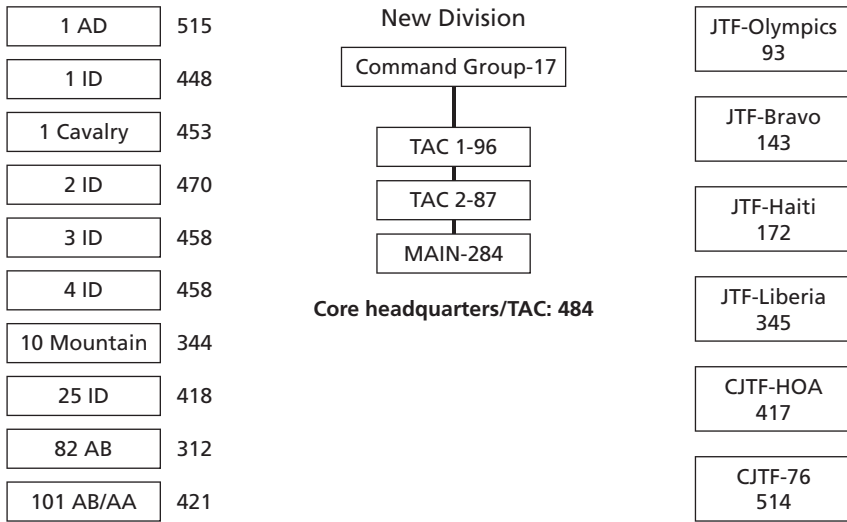 1 AD 515
1 ID 448
1 Cavalry 453
2 ID 470
3 ID 458
4 ID 458
10 Mountain 344
25 ID 418
82 AB 312
101 AB/AA 421
New Division
Command Group-17
TAC 1-96
TAC 2-87
MAIN-284
Core headquarters/TAC: 484
JTF-Olympics
93
JTF-Bravo
143
JTF-Haiti
172
JTF-Liberia
345
CJTF-HOA
417
CJTF-76
514